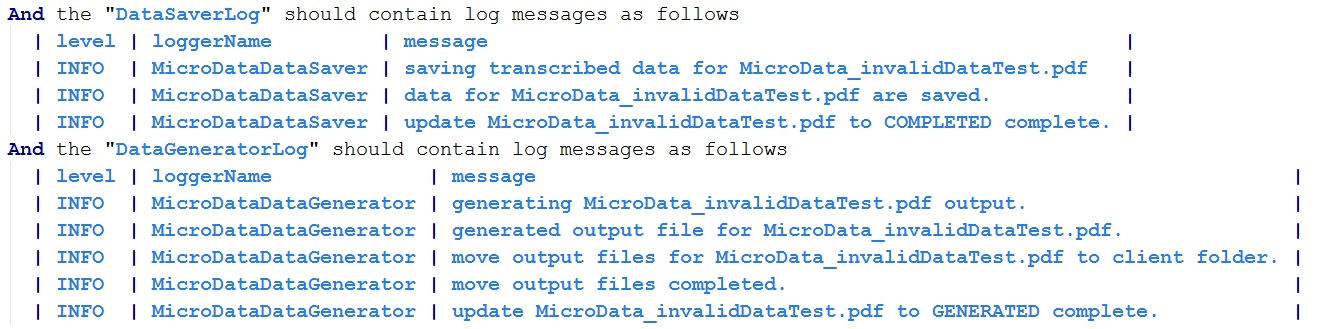 And the "DataSaverLog" should contain log messages as follows
| level | loggerName | message |
| INFO | MicroDataDataSaver | saving transcribed data for MicroData_invalidDataTest.pdf |
| INFO | MicroDataDataSaver | data for MicroData_invalidDataTest.pdf are saved. |
| INFO | MicroDataDataSaver | update MicroData_invalidDataTest.pdf to COMPLETED complete. |
And the "DataGeneratorLog" should contain log messages as follows
| level | loggerName | message |
| INFO | MicroDataDataGenerator | generating MicroData_invalidDataTest.pdf output. |
| INFO | MicroDataDataGenerator | generated output file for MicroData_invalidDataTest.pdf. |
| INFO | MicroDataDataGenerator | move output files for MicroData_invalidDataTest.pdf to client folder. |
| INFO | MicroDataDataGenerator | move output files completed. |
| INFO | MicroDataDataGenerator | update MicroData_invalidDataTest.pdf to GENERATED complete. |